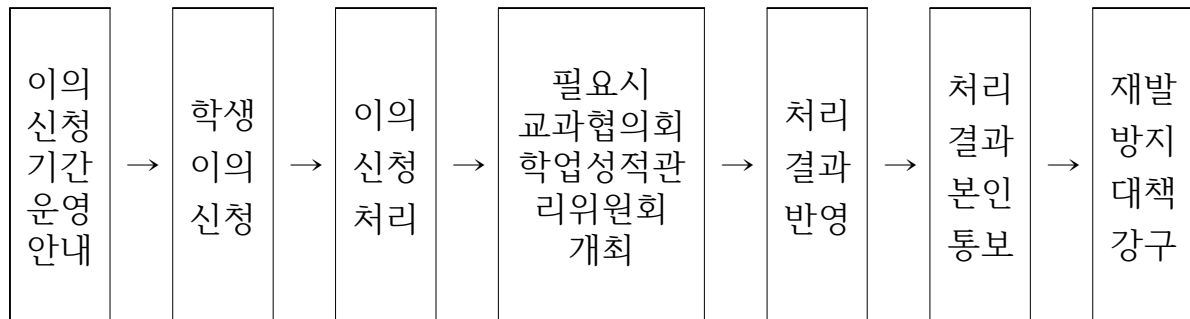 이의
신청
기간
운영
안내
→
학생
이의
신청
→
이의
신청
처리
→
필요시
교과협의회
학업성적관
리위원회
개최
→
처리
결과
반영
→
처리
결과
본인
통보
→
재발
방지
대책
강구